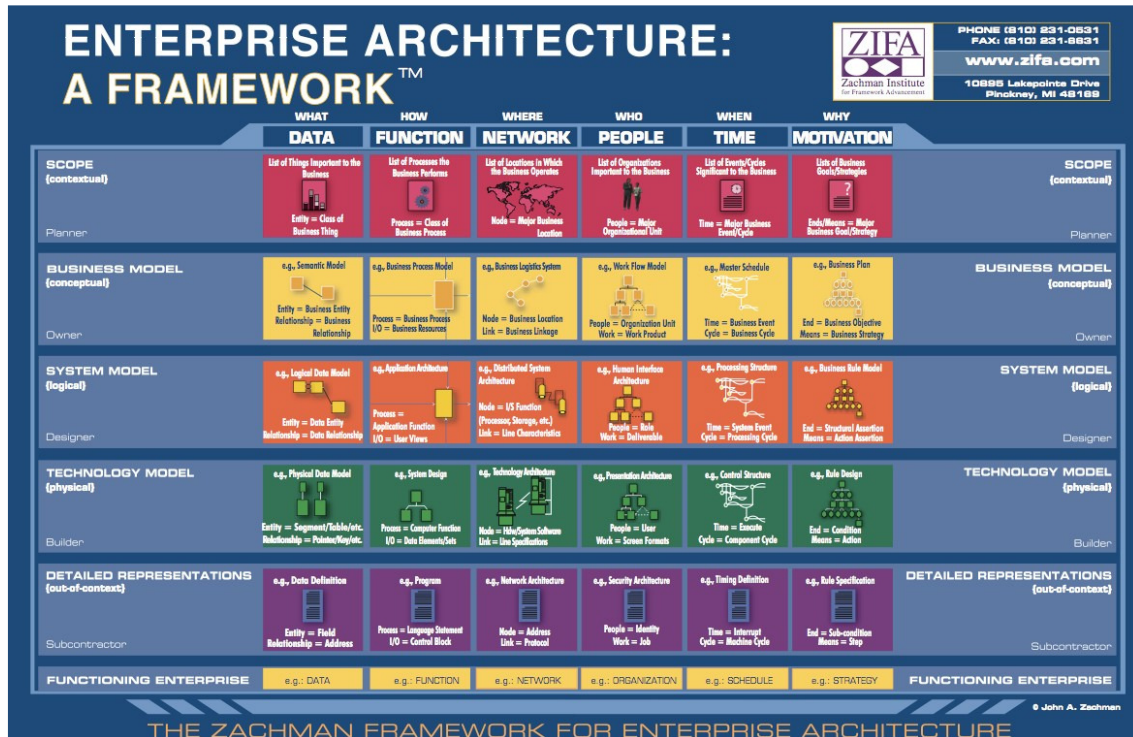 ENTERPRISE ARCHITECTURE:
A FRAMEWORK™
ZIFA
Zachman Institute
for Framework Advancement
PHONE (810) 231-0531
FAX: (810) 231-6631
www.zifa.com
10895 Lakepointe Drive
Pinckney, MI 48169
WHAT HOW WHERE WHO WHEN WHY
DATA FUNCTION NETWORK PEOPLE TIME MOTIVATION
SCOPE
{contextual}
Planner
List of Things Important to the
Business
Entity = Class of
Business Thing
List of Processes the
Business Performs
Process = Class of
Business Process
List of Locations in Which
the Business Operates
Node = Major Business
Location
List of Organizations
Important to the Business
People = Major
Organizational Unit
List of Events/Cycles
Significant to the Business
Time = Major Business
Event/Cycle
Lists of Business
Goals/Strategies
?
Ends/Means = Major
Business Goal/Strategy
SCOPE
{contextual}
Planner
BUSINESS MODEL
{conceptual}
Owner
e.g., Semantic Model
Entity = Business Entity
Relationship = Business
Relationship
e.g., Business Process Model
Process = Business Process
I/O = Business Resources
e.g., Business Logistics System
Node = Business Location
Link = Business Linkage
e.g., Work Flow Model
People = Organization Unit
Work = Work Product
e.g., Master Schedule
Time = Business Event
Cycle = Business Cycle
e.g., Business Plan
End = Business Objective
Means = Business Strategy
BUSINESS MODEL
{conceptual}
Owner
SYSTEM MODEL
{logical}
Designer
e.g., Logical Data Model
Entity = Data Entity
Relationship = Data Relationship
e.g., Application Architecture
Process =
Application Function
I/O = User Views
e.g., Distributed System
Architecture
Node = I/S Function
(Processor, Storage, etc.)
Link = Line Characteristics
e.g., Human Interface
Architecture
People = Role
Work = Deliverable
e.g., Processing Structure
Time = System Event
Cycle = Processing Cycle
e.g., Business Rule Model
End = Structural Assertion
Means = Action Assertion
SYSTEM MODEL
{logical}
Designer
TECHNOLOGY MODEL
{physical}
Builder
e.g., Physical Data Model
Entity = Segment/Table/etc.
Relationship = Pointer/Key/etc.
e.g., System Design
Process = Computer Function
I/O = Data Elements/Sets
e.g., Technology Architecture
Node = Hdw/System Software
Link = Line Specifications
e.g., Presentation Architecture
People = User
Work = Screen Formats
e.g., Control Structure
Time = Execute
Cycle = Component Cycle
e.g., Rule Design
End = Condition
Means = Action
TECHNOLOGY MODEL
{physical}
Builder
DETAILED REPRESENTATIONS
{out-of-context}
Subcontractor
e.g., Data Definition
Entity = Field
Relationship = Address
e.g., Program
Process = Language Statement
I/O = Control Block
e.g., Network Architecture
Node = Address
Link = Protocol
e.g., Security Architecture
People = Identity
Work = Job
e.g., Timing Definition
Time = Interrupt
Cycle = Machine Cycle
e.g., Rule Specification
End = Sub-condition
Means = Step
DETAILED REPRESENTATIONS
{out-of-context}
Subcontractor
FUNCTIONING ENTERPRISE
e.g.: DATA
e.g.: FUNCTION
e.g.: NETWORK
e.g.: ORGANIZATION
e.g.: SCHEDULE
e.g.: STRATEGY
FUNCTIONING ENTERPRISE
© John A. Zachman
THE ZACHMAN FRAMEWORK FOR ENTERPRISE ARCHITECTURE